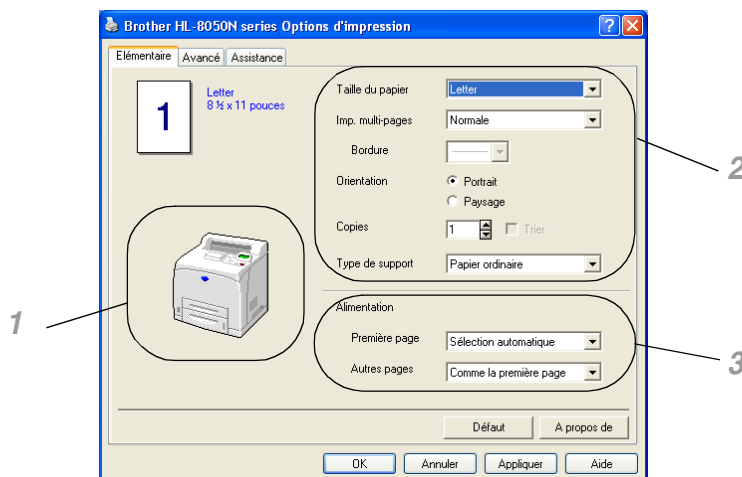 Brother HL-8050N series Options d'impression
Elémentaire Avancé Assistance
1
Letter
8 ½ x 11 pouces
Taille du papier Letter
Imp. multi-pages Normale
Bordure
Orientation Portrait
Paysage
Copies 1 Trier
Type de support Papier ordinaire
2
1
Alimentation
Première page Sélection automatique
Autres pages Comme la première page
3
Défaut A propos de
OK Annuler Appliquer Aide